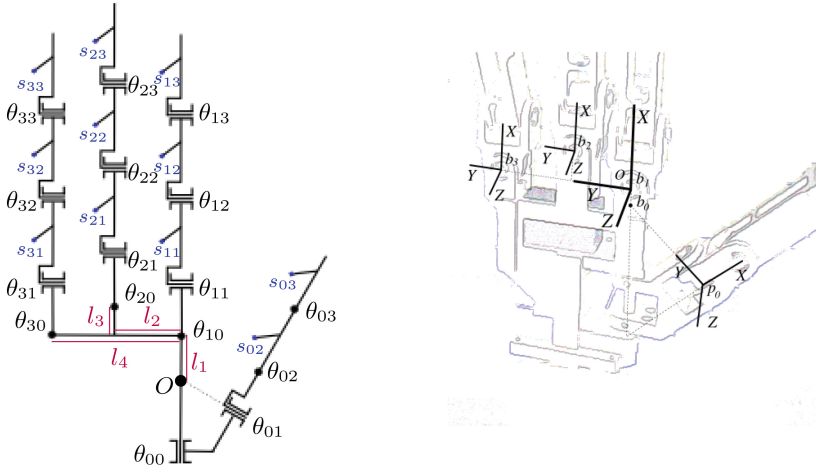 s₂₃
s₃₃ s₁₃
θ₂₃
θ₃₃ θ₁₃
s₂₂
s₃₂ s₁₂
θ₂₂
θ₃₂ θ₁₂
s₂₁
s₃₁ s₁₁
θ₂₁
θ₃₁ θ₁₁ s₀₃
θ₂₀
l₃ l₂ θ₀₃
θ₃₀ θ₁₀
l₄ l₁ s₀₂
O θ₀₂
θ₀₁
θ₀₀
X X
Y b₂
b₃ Z
Y O b₁
Z Y b₀
Z
Y X
p₀
Z